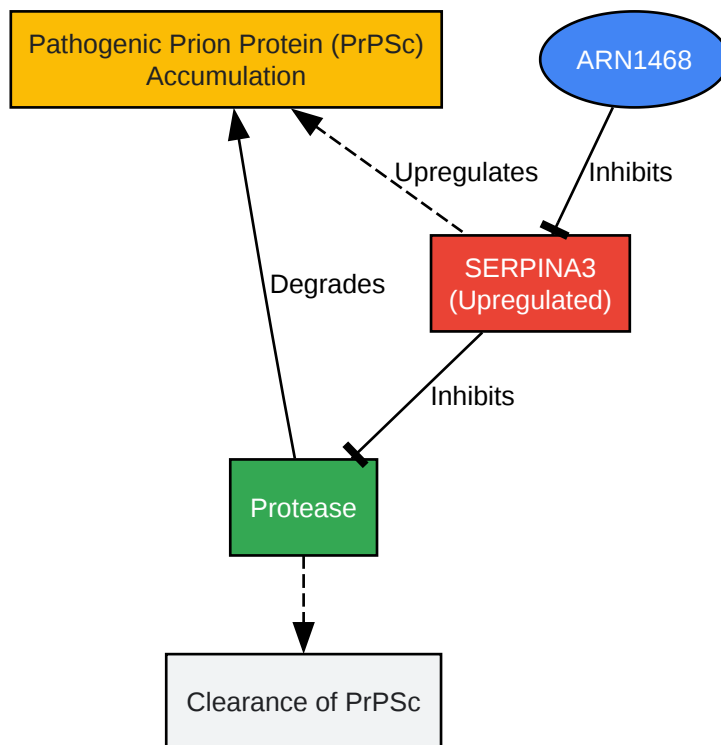 Pathogenic Prion Protein (PrPSc)
Accumulation
ARN1468
Upregulates
Inhibits
SERPINA3
(Upregulated)
Degrades
Inhibits
Protease
Clearance of PrPSc